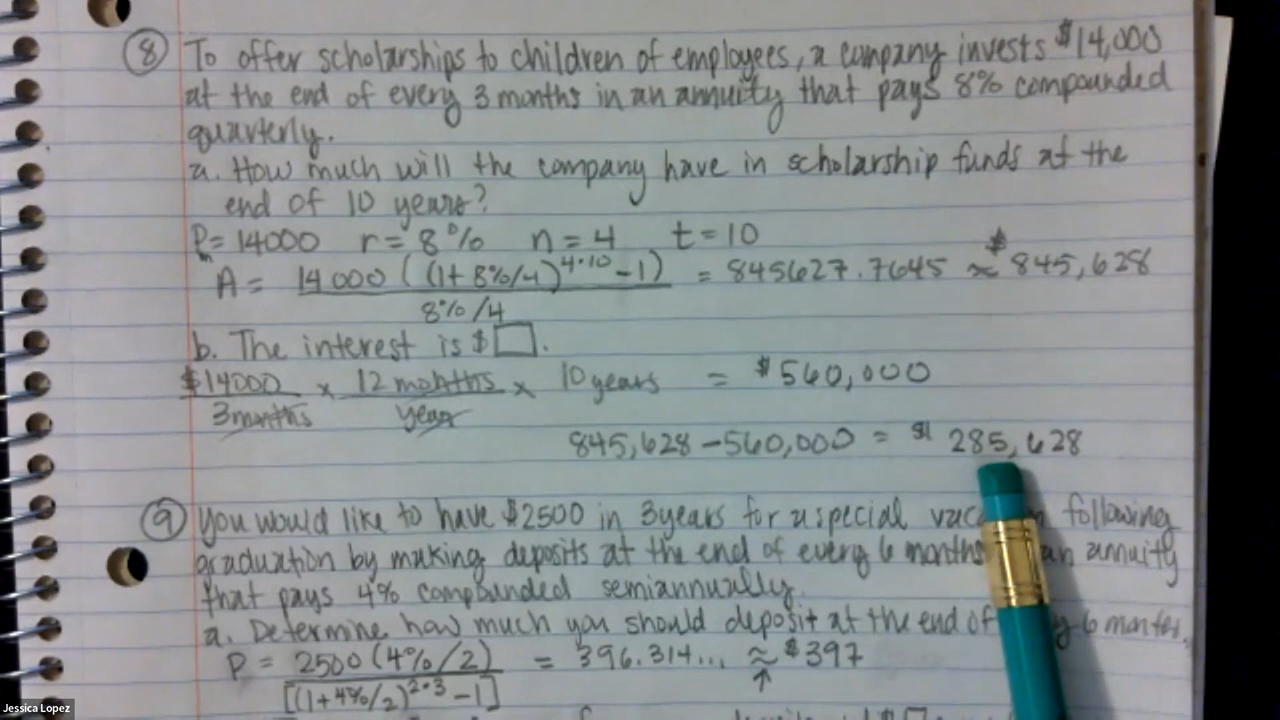 ⑧ To offer scholarships to children of employees, a company invests $14,000
at the end of every 3 months in an annuity that pays 8% compounded
quarterly.
a. How much will the company have in scholarship funds at the
end of 10 years?
P = 14000 r = 8% n = 4 t = 10
A = 14000 ((1+8%/4)^4·10 - 1) / 8%/4 = 845627.7645 ≈ $845,628
b. The interest is $□.
$14000/3 months × 12 months/year × 10 years = $560,000
845,628 - 560,000 = $285,628
⑨ You would like to have $2500 in 3 years for a special following
graduation by making deposits at the end of every 6 months an annuity
that pays 4% compounded semiannually.
a. Determine how much you should deposit at the end of 6 months.
P = 2500 (4%/2) / [(1+4%/2)^2·3 - 1] = 396.314... ≈ $397
↑
Jessica Lopez